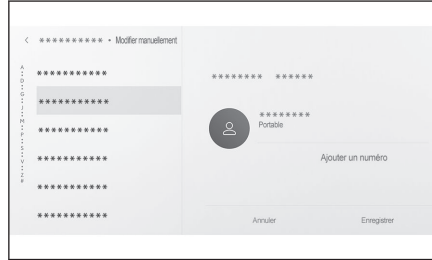 < ********** • Modifier manuellement
A
D
G
J
M
P
S
V
Z
#
***********
***********
***********
***********
***********
***********
******** ******
********
Portable
Ajouter un numéro
Annuler
Enregistrer